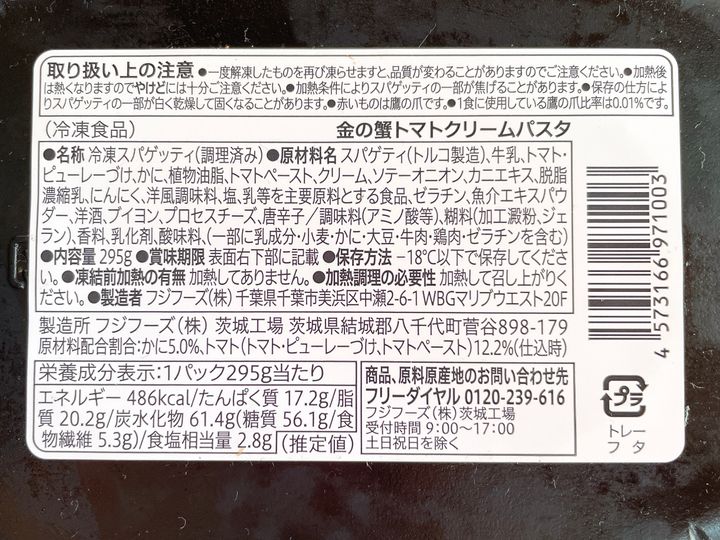 取り扱い上の注意 ●一度解凍したものを再び凍らせますと、品質が変わることがありますのでご注意ください。●加熱後
は熱くなりますのでやけどには十分ご注意ください。●加熱条件によりスパゲッティの一部が焦げることがあります。●保存の仕方によ
りスパゲッティの一部が白く乾燥して固くなることがあります。●赤いものは鷹の爪です。●1食に使用している鷹の爪比率は0.01%です。
(冷凍食品) 金の蟹トマトクリームパスタ
●名称 冷凍スパゲッティ(調理済み) ●原材料名 スパゲティ(トルコ製造)、牛乳、トマト・
ピューレーづけ、かに、植物油脂、トマトペースト、クリーム、ソテーオニオン、カニエキス、脱脂
濃縮乳、にんにく、洋風調味料、塩、乳等を主要原料とする食品、ゼラチン、魚介エキスパウ
ダー、洋酒、ブイヨン、プロセスチーズ、唐辛子/調味料(アミノ酸等)、糊料(加工澱粉、ジェ
ラン)、香料、乳化剤、酸味料、(一部に乳成分・小麦・かに・大豆・牛肉・鶏肉・ゼラチンを含む)
●内容量 295g ●賞味期限 表面右下部に記載 ●保存方法 −18℃以下で保存してくださ
い。●凍結前加熱の有無 加熱してありません。●加熱調理の必要性 加熱して召し上がりく
ださい。●製造者 フジフーズ(株) 千葉県千葉市美浜区中瀬2-6-1 WBGマリブウエスト20F
製造所 フジフーズ(株) 茨城工場 茨城県結城郡八千代町菅谷898-179
原材料配合割合:かに5.0%、トマト(トマト・ピューレーづけ、トマトペースト)12.2%(仕込時)
栄養成分表示:1パック295g当たり
エネルギー 486kcal/たんぱく質 17.2g/脂
質 20.2g/炭水化物 61.4g(糖質 56.1g/食
物繊維 5.3g)/食塩相当量 2.8g (推定値)
商品、原料原産地のお問い合わせ先
フリーダイヤル 0120-239-616
フジフーズ(株)茨城工場
受付時間 9:00〜17:00
土日祝日を除く
4 573166 971003
プラ
トレー
フタ